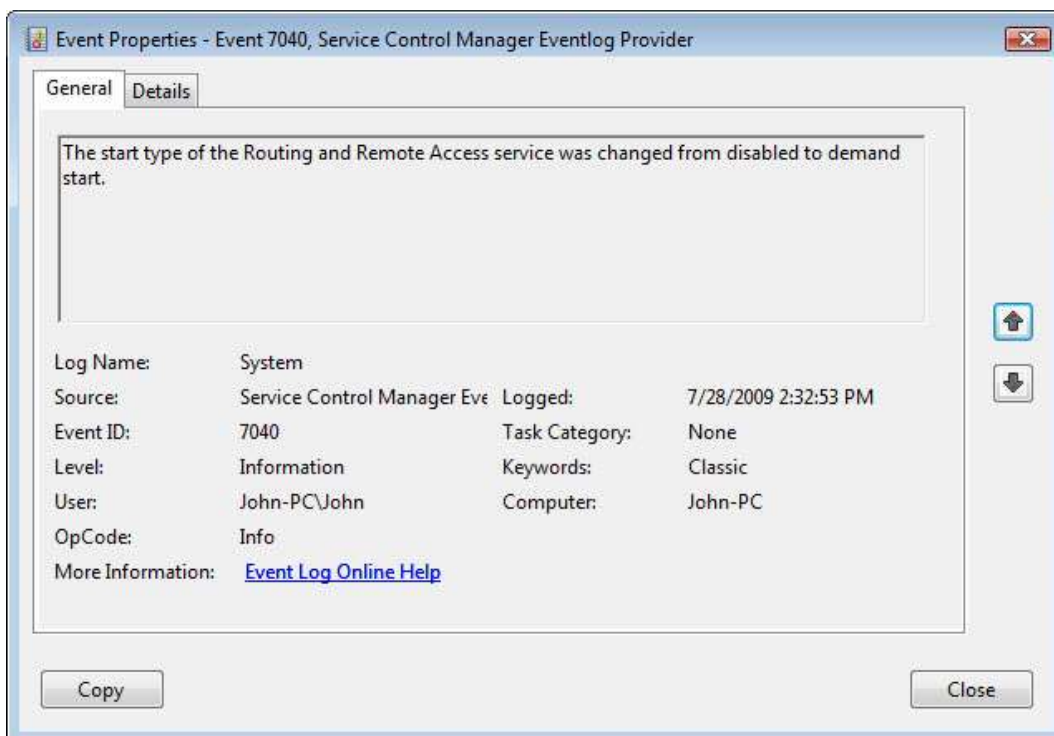 Event Properties - Event 7040, Service Control Manager Eventlog Provider
General Details
The start type of the Routing and Remote Access service was changed from disabled to demand
start.
Log Name: System
Source: Service Control Manager Eve Logged: 7/28/2009 2:32:53 PM
Event ID: 7040 Task Category: None
Level: Information Keywords: Classic
User: John-PC\John Computer: John-PC
OpCode: Info
More Information: Event Log Online Help
Copy Close